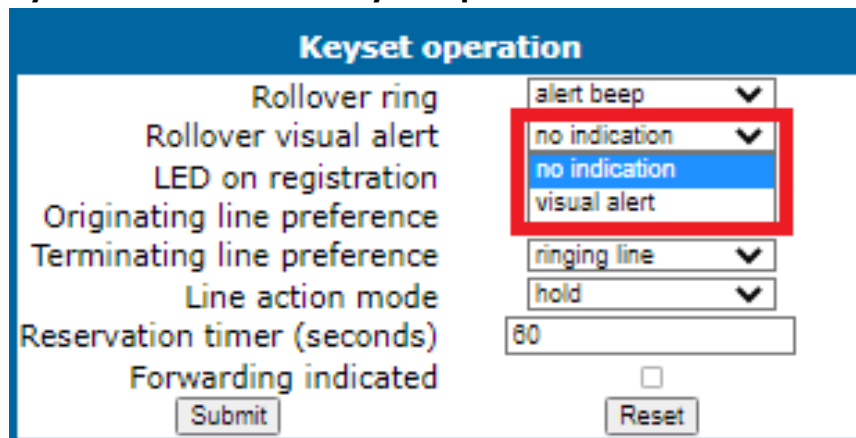 Keyset operation
Rollover ring alert beep
Rollover visual alert no indication
LED on registration no indication
Originating line preference visual alert
Terminating line preference ringing line
Line action mode hold
Reservation timer (seconds) 60
Forwarding indicated
Submit Reset